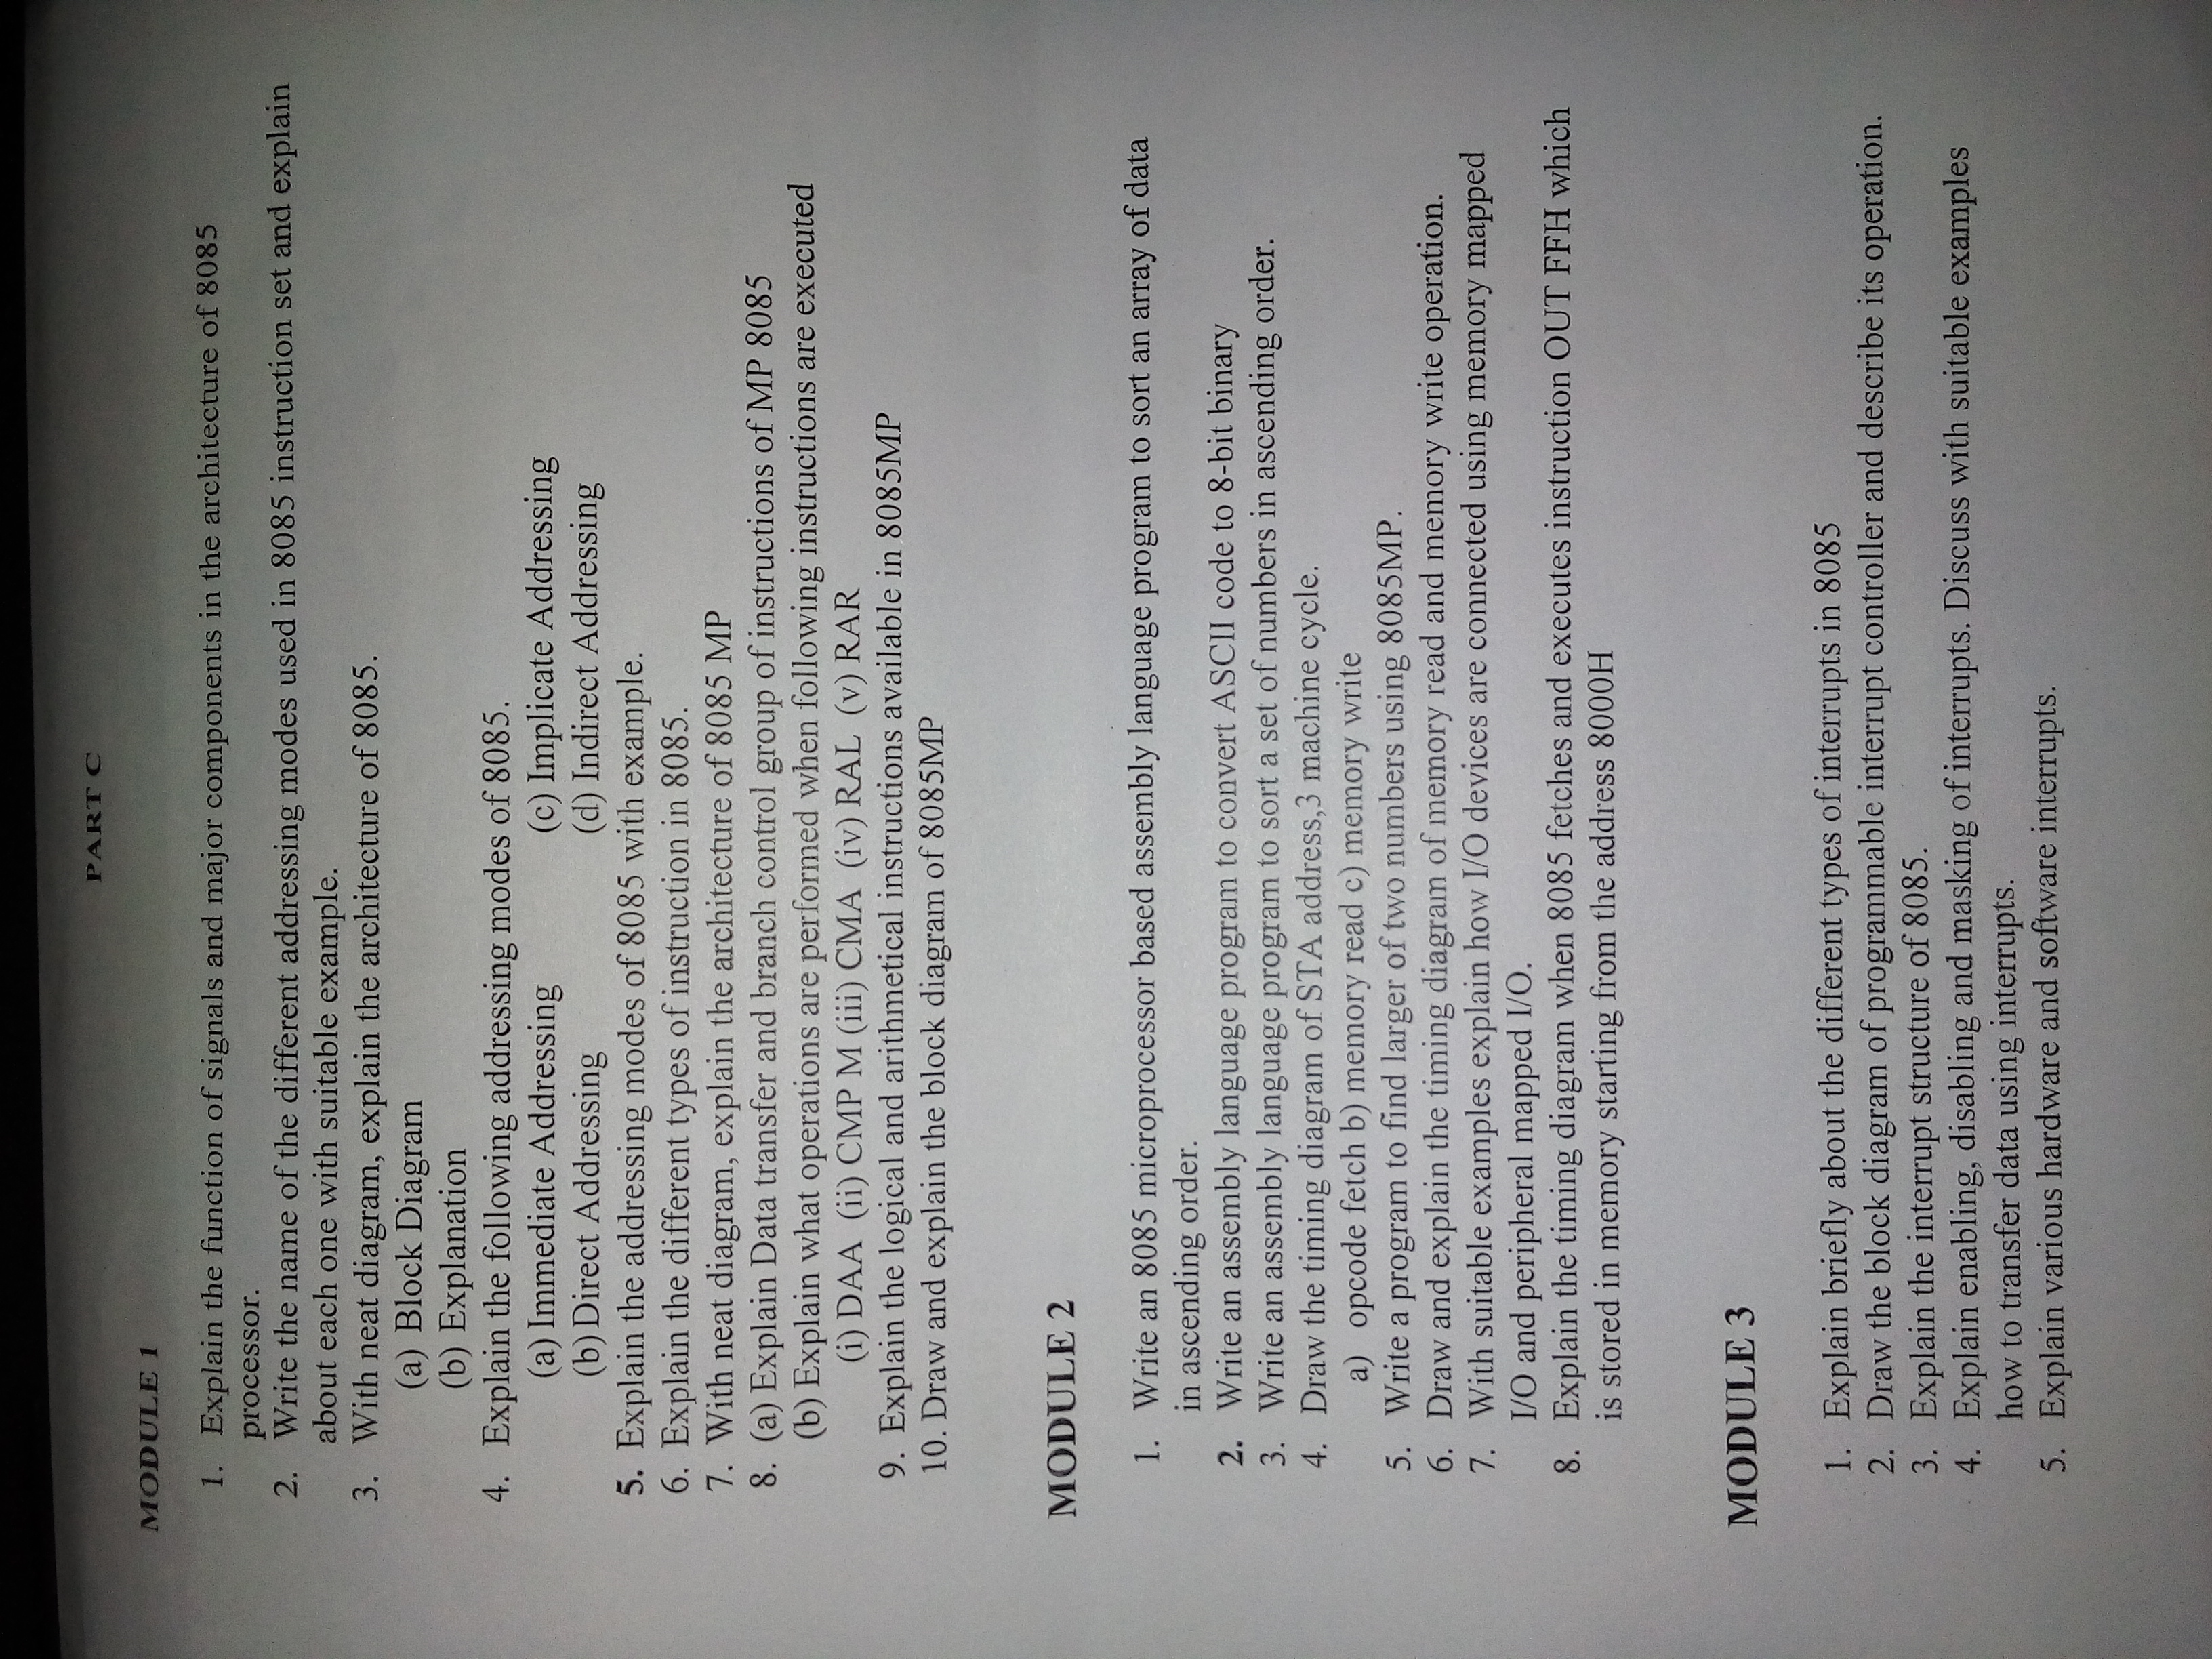 PART C
MODULE 1
1. Explain the function of signals and major components in the architecture of 8085
processor.
2. Write the name of the different addressing modes used in 8085 instruction set and explain
about each one with suitable example.
3. With neat diagram, explain the architecture of 8085.
(a) Block Diagram
(b) Explanation
4. Explain the following addressing modes of 8085.
(a) Immediate Addressing (c) Implicate Addressing
(b) Direct Addressing (d) Indirect Addressing
5. Explain the addressing modes of 8085 with example.
6. Explain the different types of instruction in 8085.
7. With neat diagram, explain the architecture of 8085 MP
8. (a) Explain Data transfer and branch control group of instructions of MP 8085
(b) Explain what operations are performed when following instructions are executed
(i) DAA (ii) CMP M (iii) CMA (iv) RAL (v) RAR
9. Explain the logical and arithmetical instructions available in 8085MP
10. Draw and explain the block diagram of 8085MP
MODULE 2
1. Write an 8085 microprocessor based assembly language program to sort an array of data
in ascending order.
2. Write an assembly language program to convert ASCII code to 8-bit binary
3. Write an assembly language program to sort a set of numbers in ascending order.
4. Draw the timing diagram of STA address,3 machine cycle.
a) opcode fetch b) memory read c) memory write
5. Write a program to find larger of two numbers using 8085MP.
6. Draw and explain the timing diagram of memory read and memory write operation.
7. With suitable examples explain how I/O devices are connected using memory mapped
I/O and peripheral mapped I/O.
8. Explain the timing diagram when 8085 fetches and executes instruction OUT FFH which
is stored in memory starting from the address 8000H
MODULE 3
1. Explain briefly about the different types of interrupts in 8085
2. Draw the block diagram of programmable interrupt controller and describe its operation.
3. Explain the interrupt structure of 8085.
4. Explain enabling, disabling and masking of interrupts. Discuss with suitable examples
how to transfer data using interrupts.
5. Explain various hardware and software interrupts.